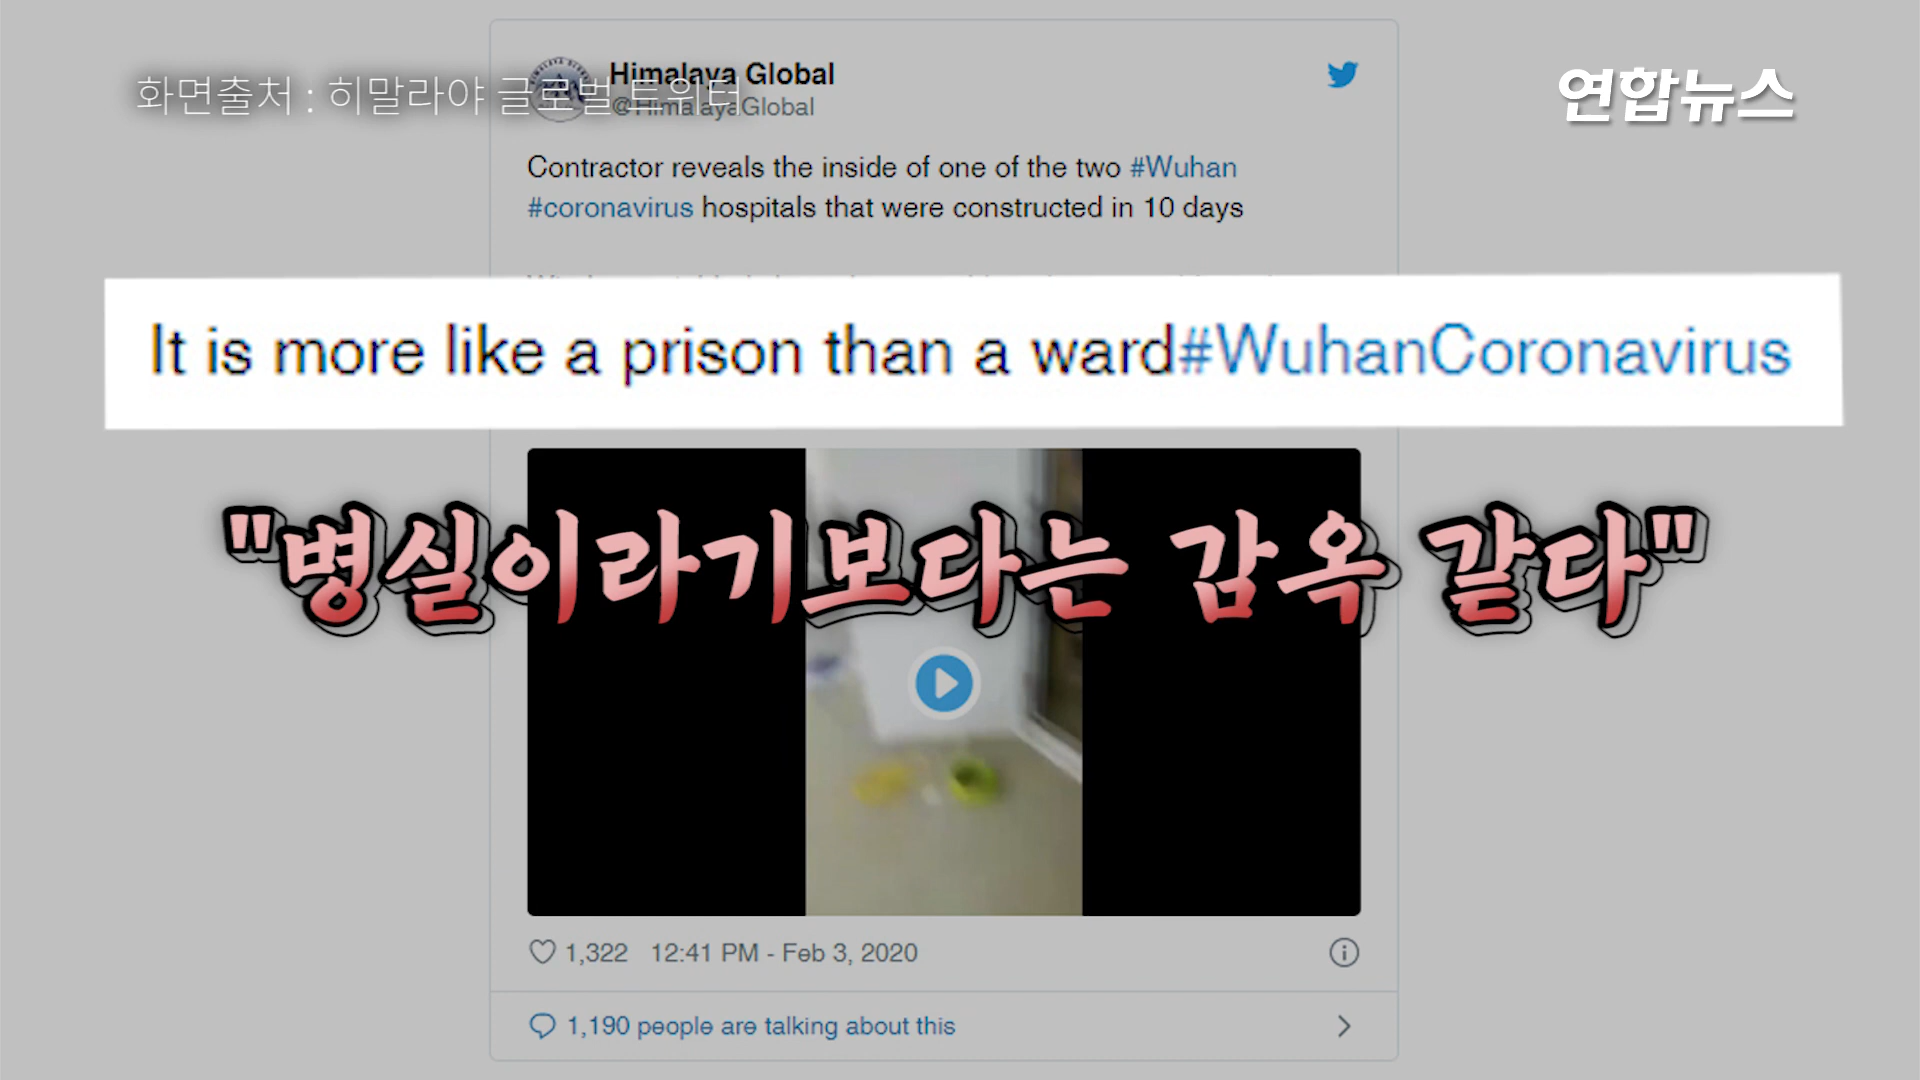 Himalaya Global
화면출처 : 히말라야 글로벌 트위터
@HimalayaGlobal
연합뉴스
Contractor reveals the inside of one of the two #Wuhan
#coronavirus hospitals that were constructed in 10 days
It is more like a prison than a ward#WuhanCoronavirus
"병실이라기보다는 감옥 같다"
1,322 12:41 PM - Feb 3, 2020
1,190 people are talking about this